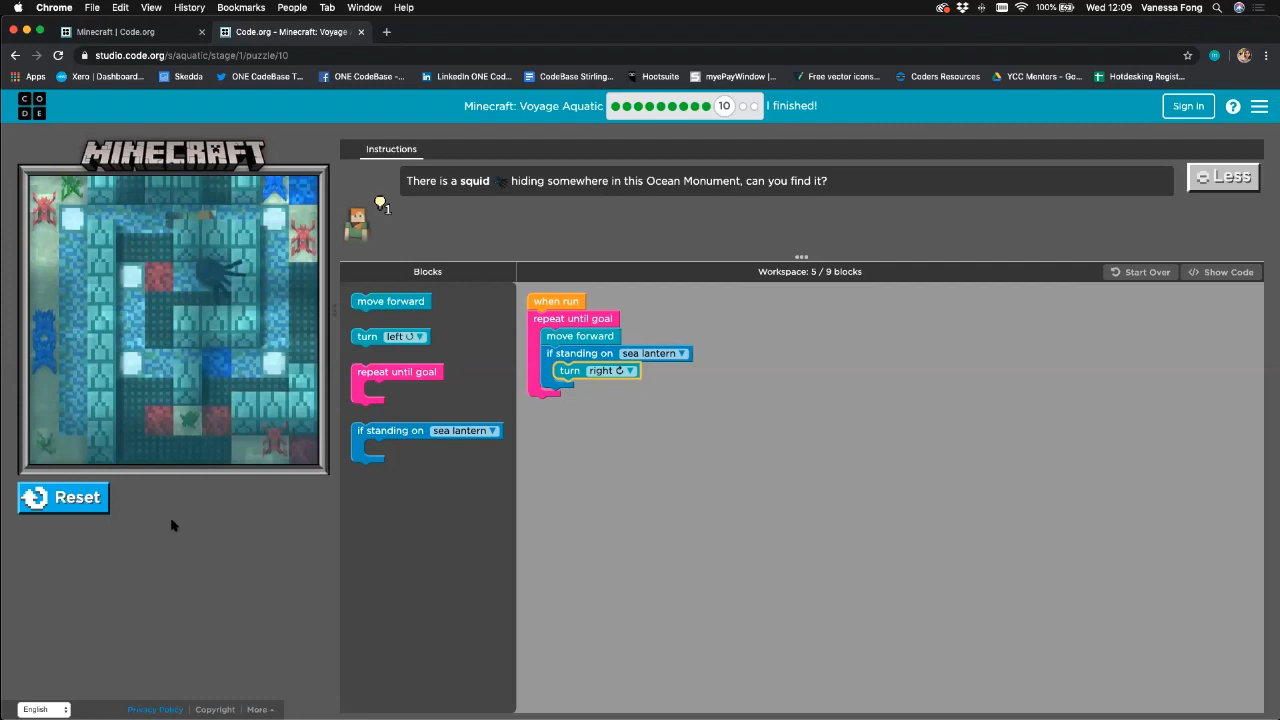 Chrome File Edit View History Bookmarks People Tab Window Help 100% Wed 12:09 Vanessa Fong
Minecraft | Code.org Code.org - Minecraft: Voyage
studio.code.org/s/aquatic/stage/1/puzzle/10
Apps Xero | Dashboard... Skedda ONE CodeBase T... ONE CodeBase -... LinkedIN ONE Cod... CodeBase Stirling... Hootsuite myePayWindow |... Free vector icons... Coders Resources YCC Mentors - Go... Hotdesking Regist...
CODE
Minecraft: Voyage Aquatic 10 I finished! Sign In ?
MINECRAFT
Instructions
There is a squid hiding somewhere in this Ocean Monument, can you find it?
Less
1
Blocks
Workspace: 5 / 9 blocks
Start Over
</> Show Code
move forward
turn left ↺ ▼
repeat until goal
if standing on sea lantern ▼
when run
repeat until goal
move forward
if standing on sea lantern ▼
turn right ↻ ▼
Reset
English
Privacy Policy | Copyright | More